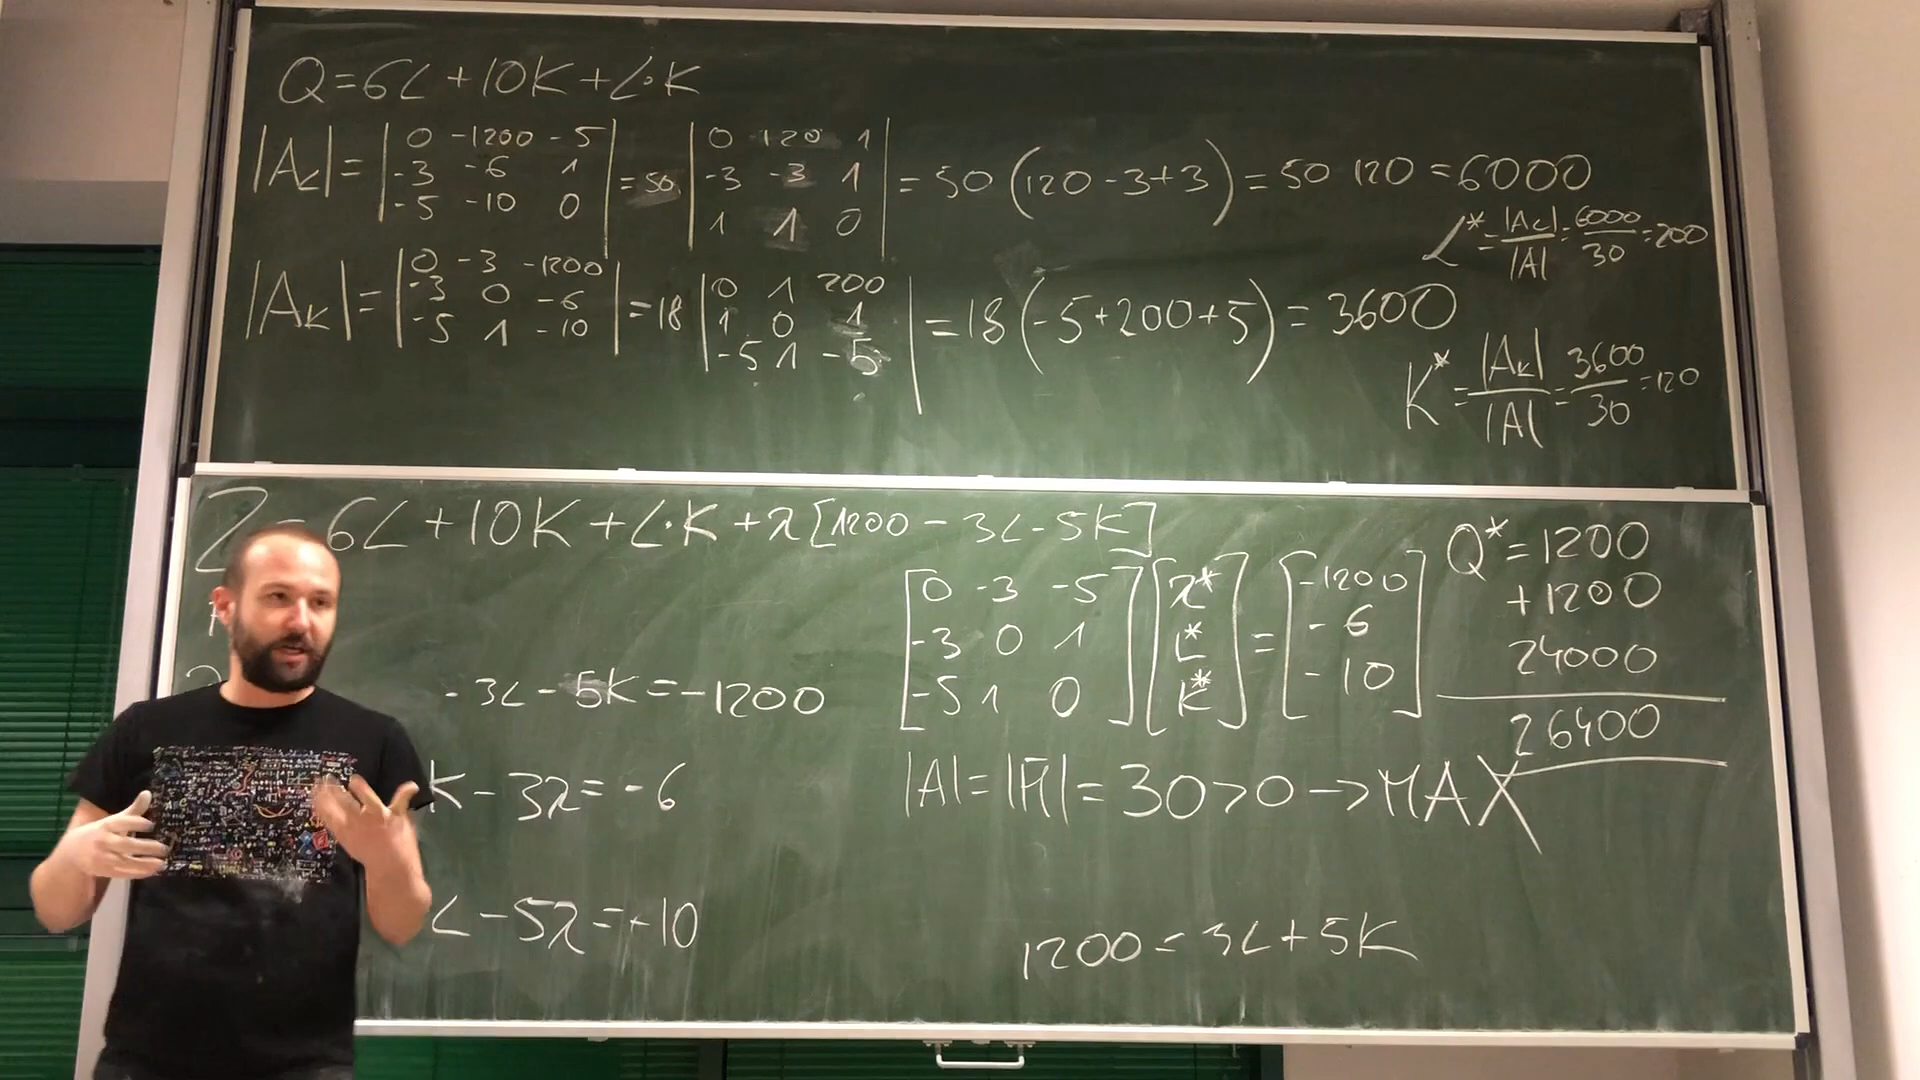 Q=6L+10K+L·K
|A_L|= | 0 -1200 -5 | = 50 | 0 120 1 | = 50 (120-3+3) = 50 120 = 6000
| -3 -6 1 | | -3 -3 1 |
| -5 -10 0 | | 1 1 0 |
L* = |A_L| / |A| = 6000 / 30 = 200
|A_K|= | 0 -3 -1200 | = 18 | 0 1 200 | = 18 (-5+200+5) = 3600
| -3 0 -6 | | 1 0 1 |
| -5 1 -10 | | -5 1 -5 |
K* = |A_K| / |A| = 3600 / 30 = 120
Z = 6L+10K+L·K+λ[1200-3L-5K]
-3L-5K=-1200
K-3λ=-6
L-5λ=-10
[ 0 -3 -5 ] [ λ* ] = [ -1200 ]
[ -3 0 1 ] [ L* ] [ -6 ]
[ -5 1 0 ] [ K* ] [ -10 ]
|A|=|H̄|=30>0→MAX
1200=3L+5K
Q*=1200
+1200
24000
26400